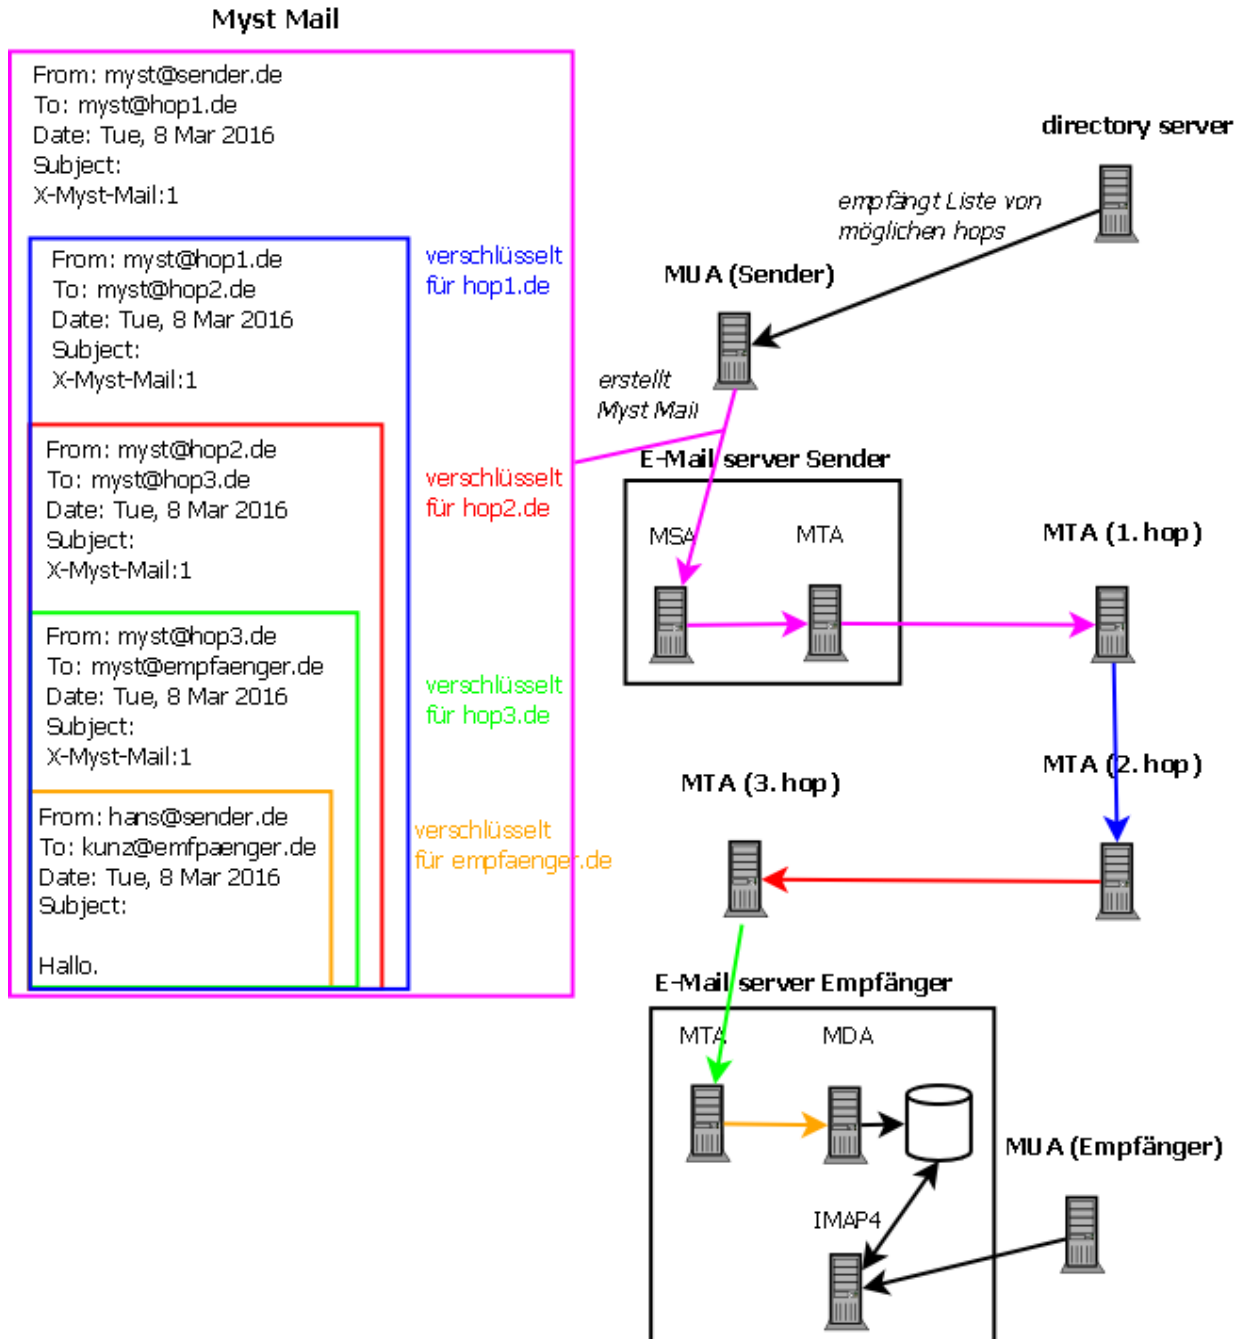 Myst Mail
From: myst@sender.de
To: myst@hop1.de
Date: Tue, 8 Mar 2016
Subject:
X-Myst-Mail:1
From: myst@hop1.de
To: myst@hop2.de
Date: Tue, 8 Mar 2016
Subject:
X-Myst-Mail:1
verschlüsselt
für hop1.de
From: myst@hop2.de
To: myst@hop3.de
Date: Tue, 8 Mar 2016
Subject:
X-Myst-Mail:1
verschlüsselt
für hop2.de
From: myst@hop3.de
To: myst@empfaenger.de
Date: Tue, 8 Mar 2016
Subject:
X-Myst-Mail:1
verschlüsselt
für hop3.de
From: hans@sender.de
To: kunz@emfpaenger.de
Date: Tue, 8 Mar 2016
Subject:
Hallo.
verschlüsselt
für empfaenger.de
directory server
empfängt Liste von
möglichen hops
MUA (Sender)
erstellt
Myst Mail
E-Mail server Sender
MSA
MTA
MTA (1. hop)
MTA (2. hop)
MTA (3. hop)
E-Mail server Empfänger
MTA
MDA
MUA (Empfänger)
IMAP4